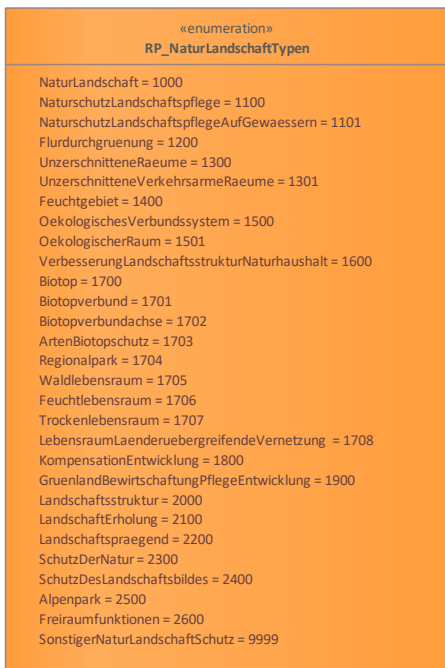 «enumeration»
RP_NaturLandschaftTypen
NaturLandschaft = 1000
NaturschutzLandschaftspflege = 1100
NaturschutzLandschaftspflegeAufGewaessern = 1101
Flurdurchgruenung = 1200
UnzerschnitteneRaeume = 1300
UnzerschnitteneVerkehrsarmeRaeume = 1301
Feuchtgebiet = 1400
OekologischesVerbundssystem = 1500
OekologischerRaum = 1501
VerbesserungLandschaftsstrukturNaturhaushalt = 1600
Biotop = 1700
Biotopverbund = 1701
Biotopverbundachse = 1702
ArtenBiotopschutz = 1703
Regionalpark = 1704
Waldlebensraum = 1705
Feuchtlebensraum = 1706
Trockenlebensraum = 1707
LebensraumLaenderuebergreifendeVernetzung = 1708
KompensationEntwicklung = 1800
GruenlandBewirtschaftungPflegeEntwicklung = 1900
Landschaftsstruktur = 2000
LandschaftErholung = 2100
Landschaftspraegend = 2200
SchutzDerNatur = 2300
SchutzDesLandschaftsbildes = 2400
Alpenpark = 2500
Freiraumfunktionen = 2600
SonstigerNaturLandschaftSchutz = 9999